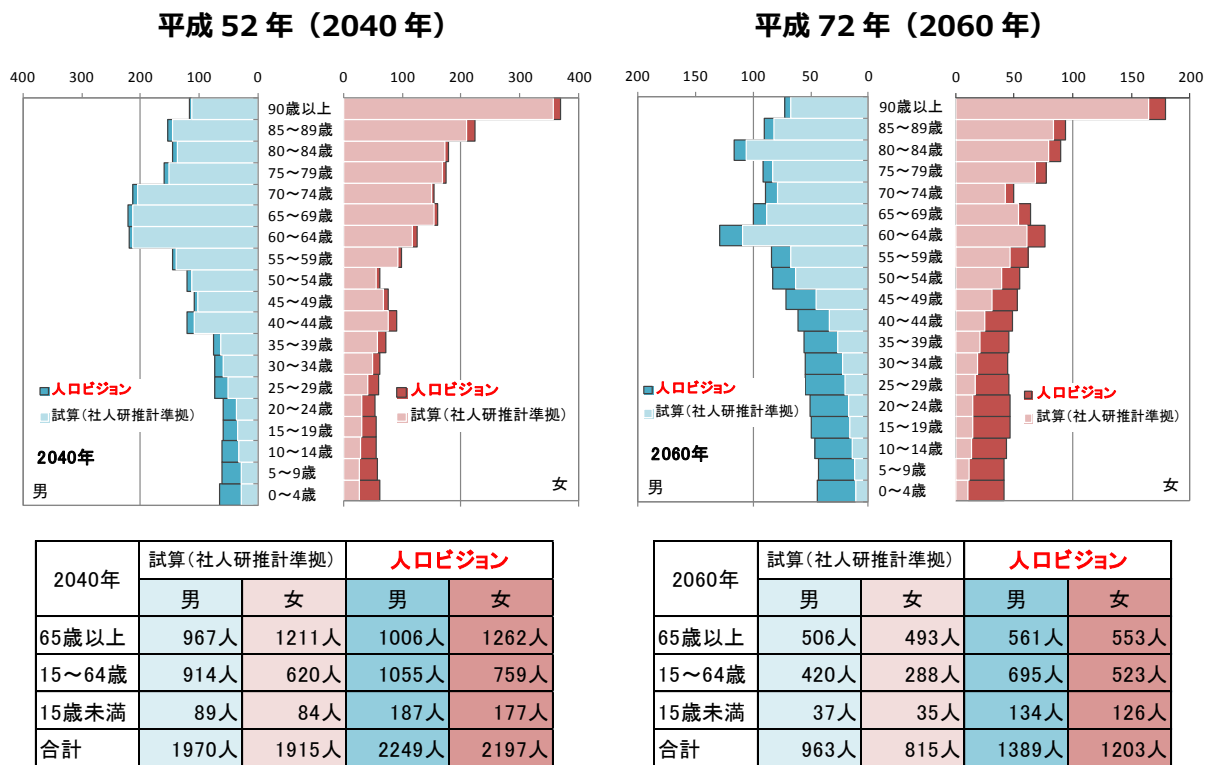 平成 52 年（2040 年）
400 200 100 0
0 100 200 300 400
90歳以上
85～89歳
80～84歳
75～79歳
70～74歳
65～69歳
60～64歳
55～59歳
50～54歳
45～49歳
40～44歳
35～39歳
30～34歳
25～29歳
20～24歳
15～19歳
10～14歳
5～9歳
0～4歳
人口ビジョン
試算(社人研推計準拠)
2040年
男
人口ビジョン
試算(社人研推計準拠)
女
平成 72 年（2060 年）
200 150 100 50 0
0 50 100 150 200
90歳以上
85～89歳
80～84歳
75～79歳
70～74歳
65～69歳
60～64歳
55～59歳
50～54歳
45～49歳
40～44歳
35～39歳
30～34歳
25～29歳
20～24歳
15～19歳
10～14歳
5～9歳
0～4歳
人口ビジョン
試算(社人研推計準拠)
2060年
男
人口ビジョン
試算(社人研推計準拠)
女
2040年 試算(社人研推計準拠) 人口ビジョン
男 女 男 女
65歳以上 967人 1211人 1006人 1262人
15～64歳 914人 620人 1055人 759人
15歳未満 89人 84人 187人 177人
合計 1970人 1915人 2249人 2197人
2060年 試算(社人研推計準拠) 人口ビジョン
男 女 男 女
65歳以上 506人 493人 561人 553人
15～64歳 420人 288人 695人 523人
15歳未満 37人 35人 134人 126人
合計 963人 815人 1389人 1203人